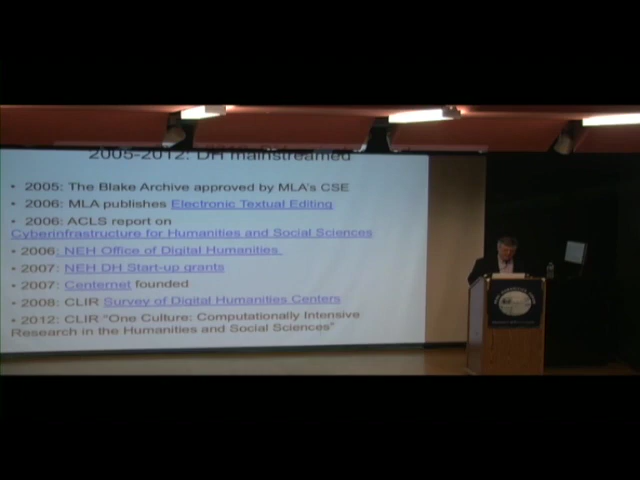 2005-2012: DH mainstreamed
• 2005: The Blake Archive approved by MLA's CSE
• 2006: MLA publishes Electronic Textual Editing
• 2006: ACLS report on
Cyberinfrastructure for Humanities and Social Sciences
• 2006: NEH Office of Digital Humanities
• 2007: NEH DH Start-up grants
• 2007: Centernet founded
• 2008: CLIR Survey of Digital Humanities Centers
• 2012: CLIR "One Culture: Computationally Intensive
Research in the Humanities and Social Sciences"